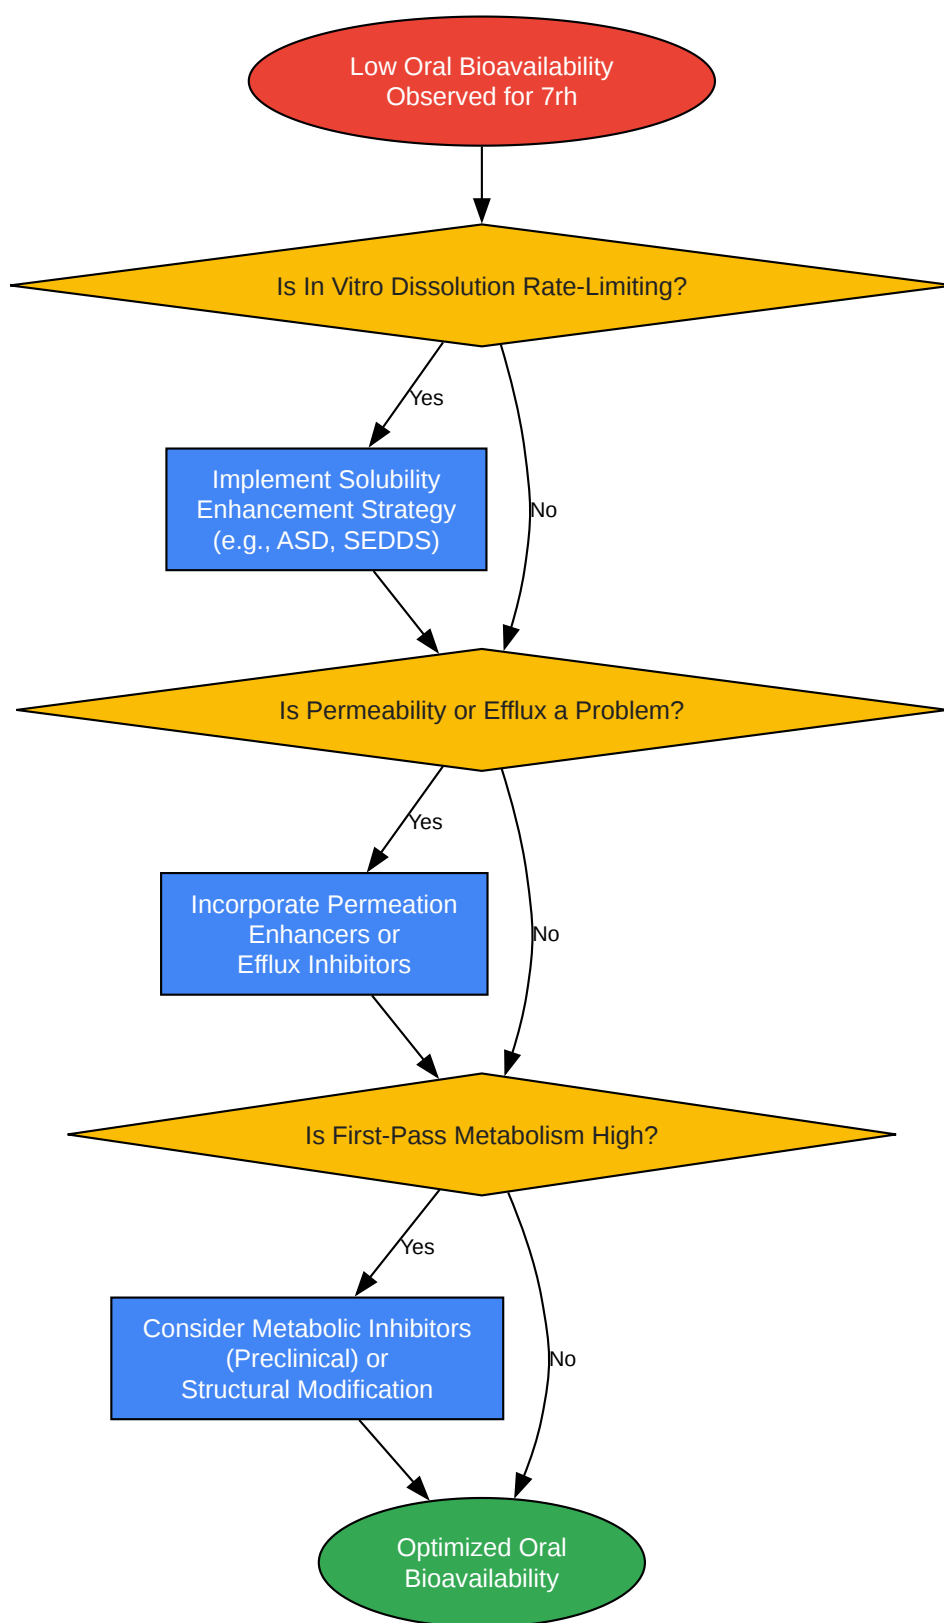 Low Oral Bioavailability
Observed for 7rh
Is In Vitro Dissolution Rate-Limiting?
Yes
Implement Solubility
Enhancement Strategy
(e.g., ASD, SEDDS)
No
Is Permeability or Efflux a Problem?
Yes
Incorporate Permeation
Enhancers or
Efflux Inhibitors
No
Is First-Pass Metabolism High?
Yes
Consider Metabolic Inhibitors
(Preclinical) or
Structural Modification
No
Optimized Oral
Bioavailability